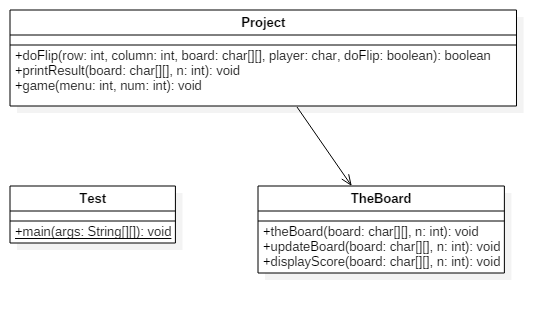 Project
+doFlip(row: int, column: int, board: char[][], player: char, doFlip: boolean): boolean
+printResult(board: char[][], n: int): void
+game(menu: int, num: int): void
Test
+main(args: String[][]): void
TheBoard
+theBoard(board: char[][], n: int): void
+updateBoard(board: char[][], n: int): void
+displayScore(board: char[][], n: int): void